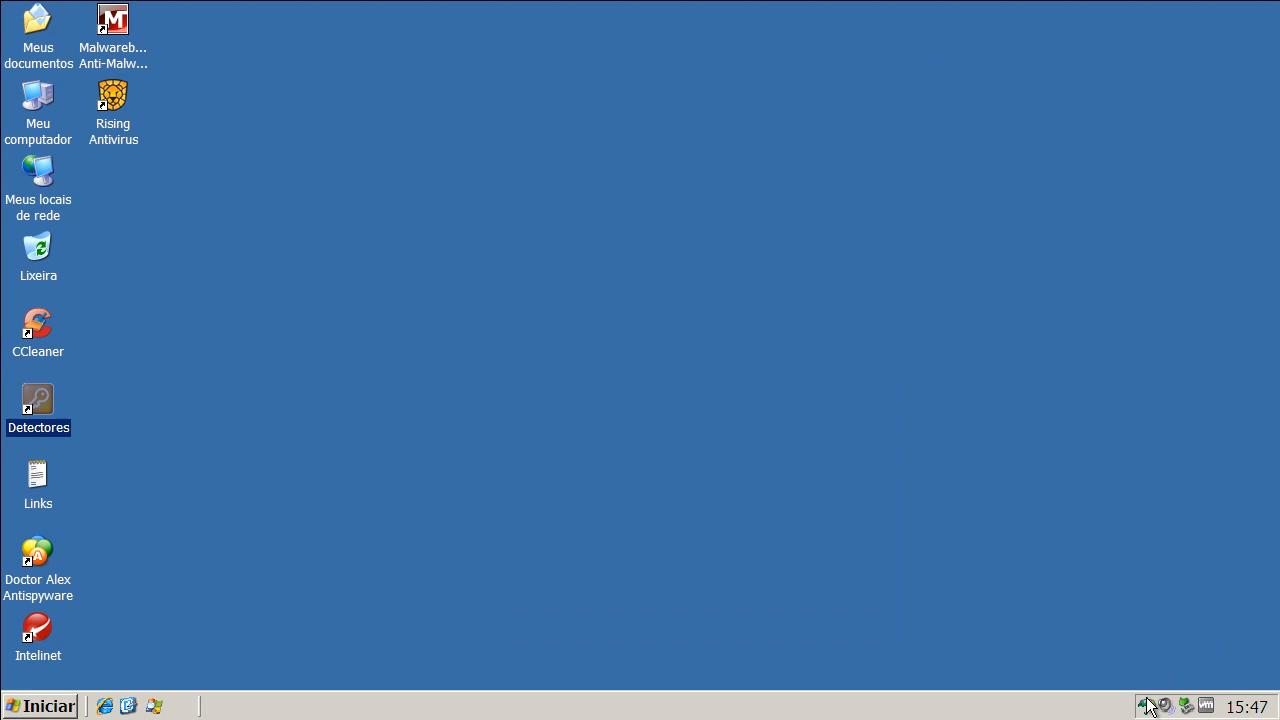 Meus
documentos
Malwareb...
Anti-Malw...
Meu
computador
Rising
Antivirus
Meus locais
de rede
Lixeira
CCleaner
Detectores
Links
Doctor Alex
Antispyware
Intelinet
Iniciar
vm
15:47